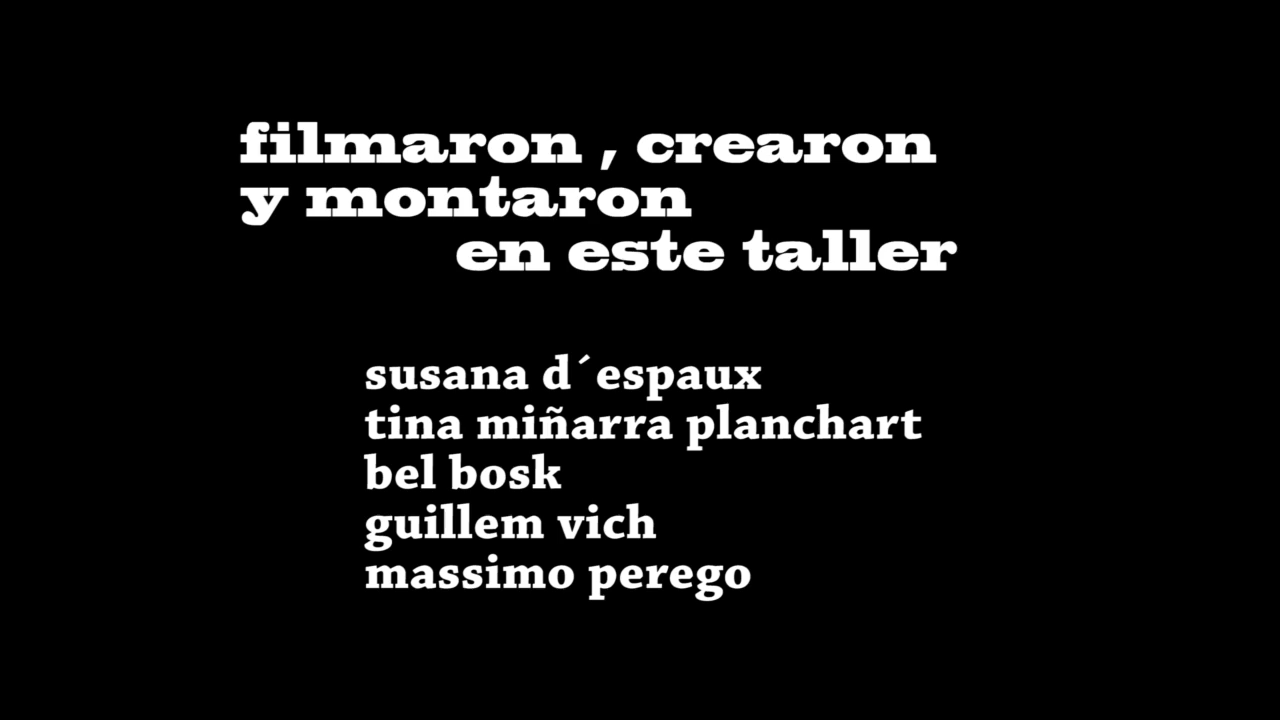 filmaron , crearon
y montaron
en este taller
susana d´espaux
tina miñarra planchart
bel bosk
guillem vich
massimo perego